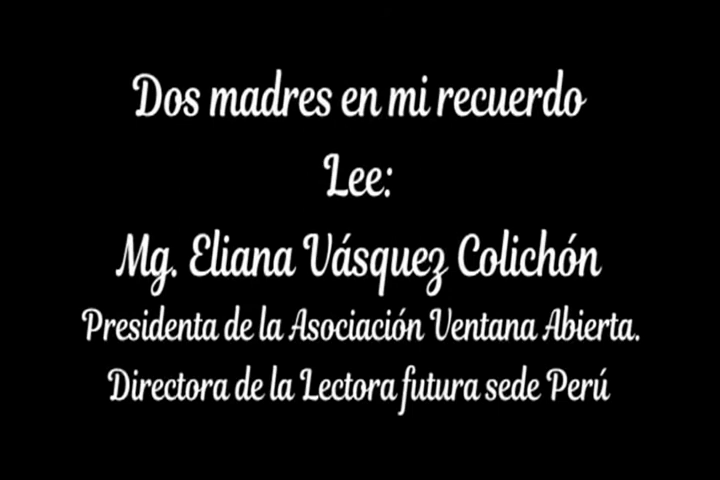 Dos madres en mi recuerdo
Lee:
Mg. Eliana Vásquez Colichón
Presidenta de la Asociación Ventana Abierta.
Directora de la Lectora futura sede Perú